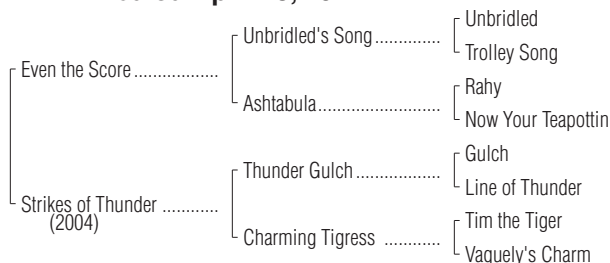 Unbridled
Unbridled's Song
Trolley Song
Even the Score
Rahy
Ashtabula
Now Your Teapottin
Gulch
Thunder Gulch
Line of Thunder
Strikes of Thunder
(2004)
Tim the Tiger
Charming Tigress
Vaguely's Charm